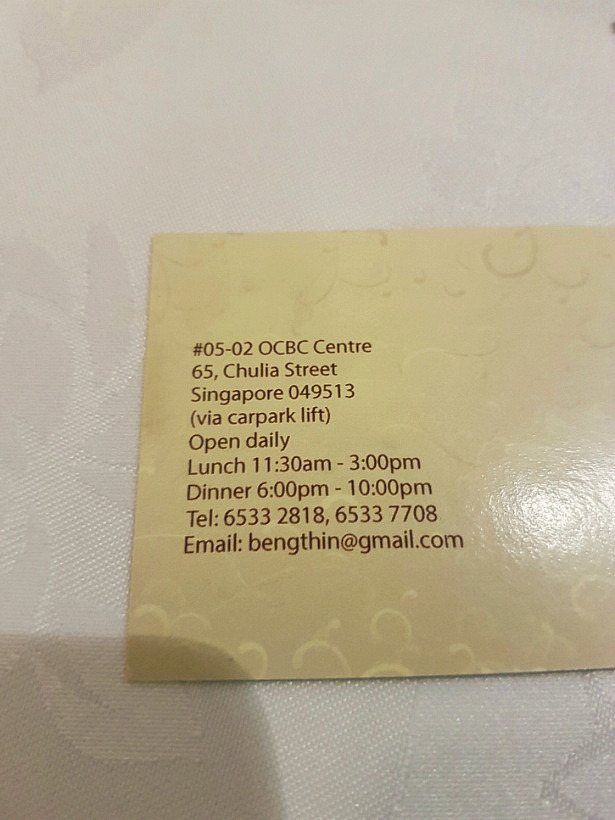 #05-02 OCBC Centre
65, Chulia Street
Singapore 049513
(via carpark lift)
Open daily
Lunch 11:30am - 3:00pm
Dinner 6:00pm - 10:00pm
Tel: 6533 2818, 6533 7708
Email: bengthin@gmail.com